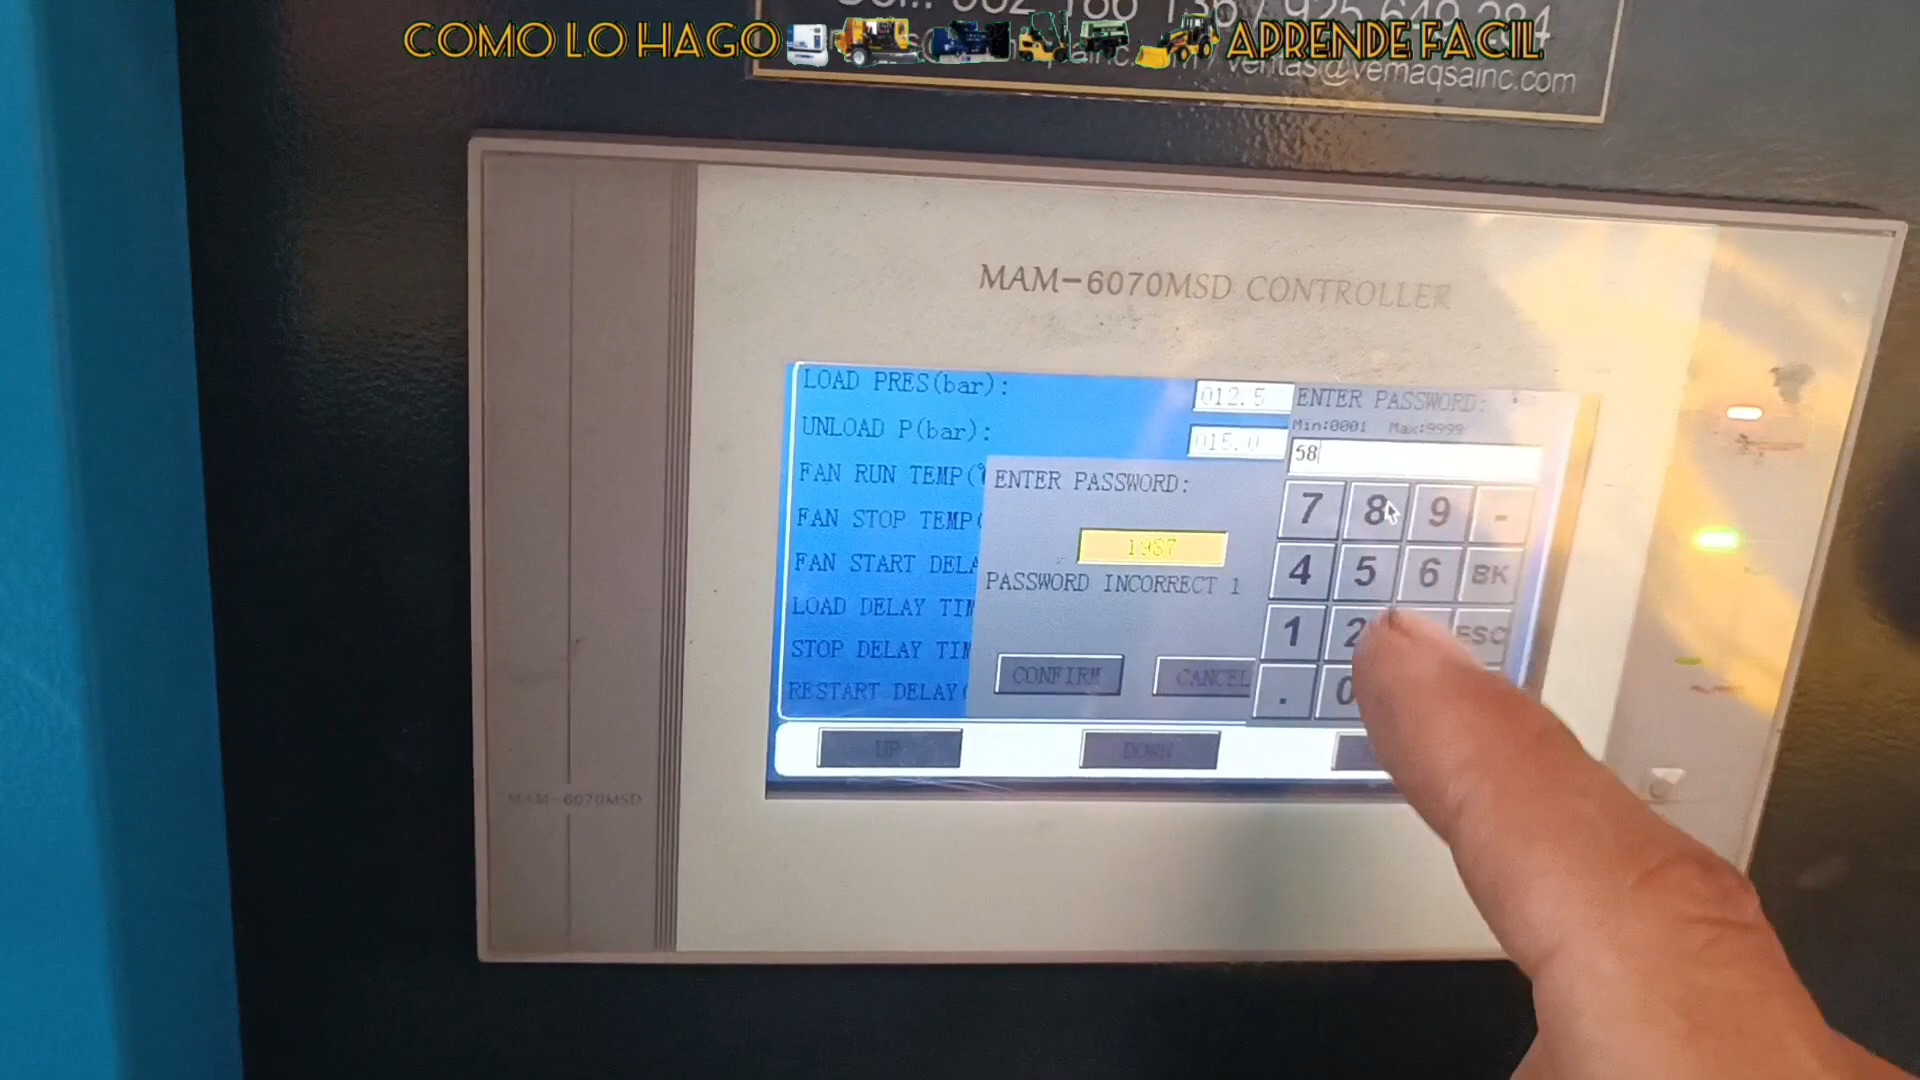 COMO LO HAGO APRENDE FACIL
ventas@vemaqsainc.com
MAM-6070MSD CONTROLLER
LOAD PRES(bar): 012.5
UNLOAD P(bar): 015.0
FAN RUN TEMP(
FAN STOP TEMP(
FAN START DELA
LOAD DELAY TIM
STOP DELAY TIM
RESTART DELAY(
ENTER PASSWORD:
1987
PASSWORD INCORRECT 1
CONFIRM CANCEL
ENTER PASSWORD:
Min:0001 Max:9999
58
7 8 9 -
4 5 6 BK
1 2 ESC
. 0
UP DOWN
MAM-6070MSD